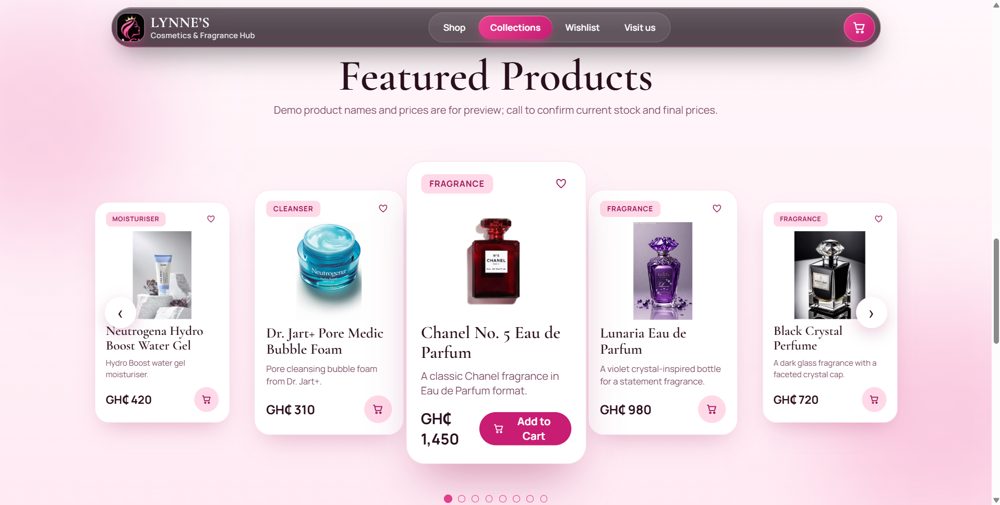 LYNNE'S
Cosmetics & Fragrance Hub
Shop
Collections
Wishlist
Visit us
Featured Products
Demo product names and prices are for preview; call to confirm current stock and final prices.
MOISTURISER
Neutrogena Hydro
Boost Water Gel
Hydro Boost water gel
moisturiser.
GH₵ 420
CLEANSER
Neutrogena
Dr. Jart+ Pore Medic
Bubble Foam
Pore cleansing bubble foam
from Dr. Jart+.
GH₵ 310
FRAGRANCE
N°5
CHANEL
Chanel No. 5 Eau de
Parfum
A classic Chanel fragrance in
Eau de Parfum format.
GH₵
1,450
Add to
Cart
FRAGRANCE
Lunaria Eau de
Parfum
A violet crystal-inspired bottle
for a statement fragrance.
GH₵ 980
FRAGRANCE
Black Crystal
Perfume
A dark glass fragrance with a
faceted crystal cap.
GH₵ 720